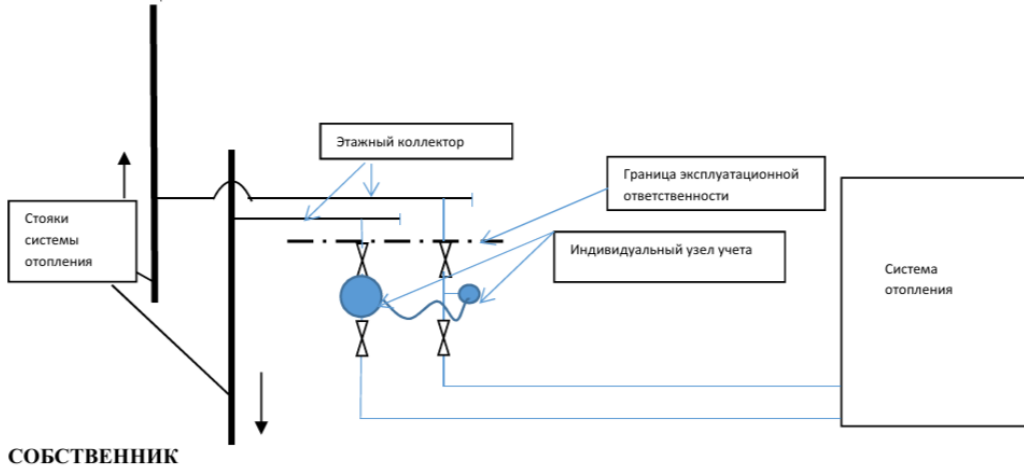 Этажный коллектор
Граница эксплуатационной
ответственности
Стояки
системы
отопления
Индивидуальный узел учета
Система
отопления
СОБСТВЕННИК